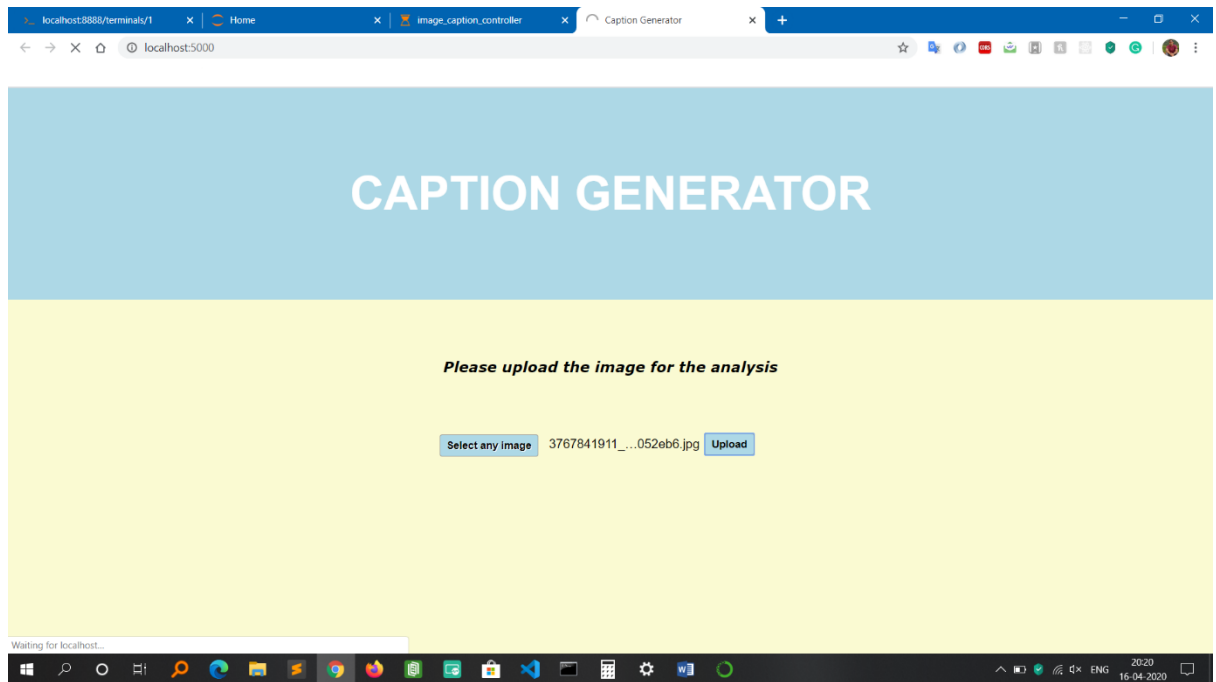 localhost:8888/terminals/1
Home
image_caption_controller
Caption Generator
localhost:5000
CAPTION GENERATOR
Please upload the image for the analysis
Select any image 3767841911_...052eb6.jpg Upload
Waiting for localhost...
ENG
20:20
16-04-2020